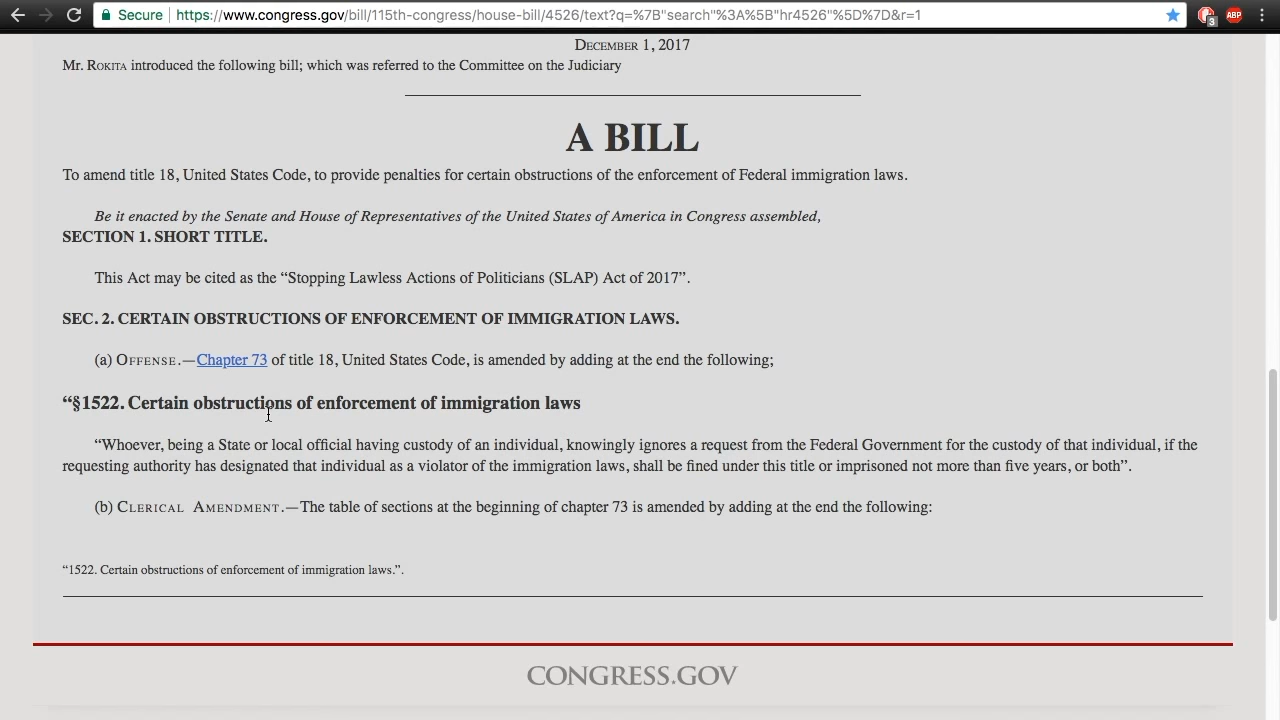 Secure https://www.congress.gov/bill/115th-congress/house-bill/4526/text?q=%7B"search"%3A%5B"hr4526"%5D%7D&r=1
3 ABP
DECEMBER 1, 2017
Mr. ROKITA introduced the following bill; which was referred to the Committee on the Judiciary
A BILL
To amend title 18, United States Code, to provide penalties for certain obstructions of the enforcement of Federal immigration laws.
Be it enacted by the Senate and House of Representatives of the United States of America in Congress assembled,
SECTION 1. SHORT TITLE.
This Act may be cited as the “Stopping Lawless Actions of Politicians (SLAP) Act of 2017”.
SEC. 2. CERTAIN OBSTRUCTIONS OF ENFORCEMENT OF IMMIGRATION LAWS.
(a) OFFENSE.—Chapter 73 of title 18, United States Code, is amended by adding at the end the following;
“§1522. Certain obstructions of enforcement of immigration laws
“Whoever, being a State or local official having custody of an individual, knowingly ignores a request from the Federal Government for the custody of that individual, if the
requesting authority has designated that individual as a violator of the immigration laws, shall be fined under this title or imprisoned not more than five years, or both”.
(b) CLERICAL AMENDMENT.—The table of sections at the beginning of chapter 73 is amended by adding at the end the following:
“1522. Certain obstructions of enforcement of immigration laws.”.
CONGRESS.GOV